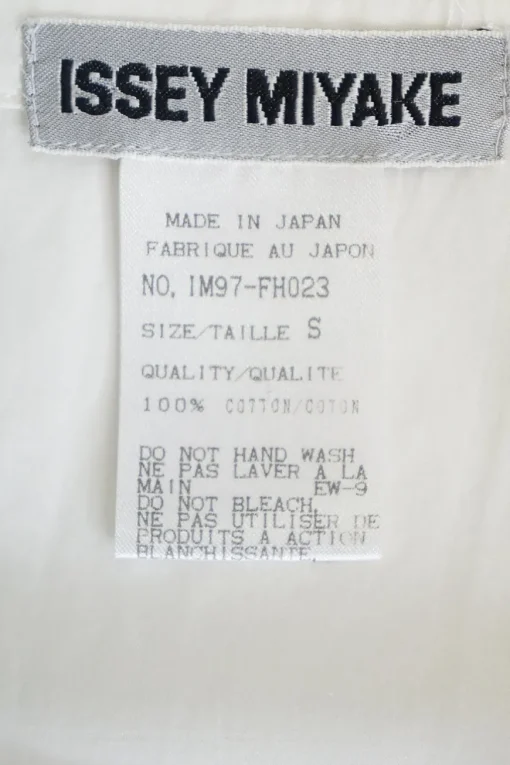 ISSEY MIYAKE
MADE IN JAPAN
FABRIQUE AU JAPON
NO. IM97-FH023
SIZE/TAILLE S
QUALITY/QUALITE
100% COTTON/COTON
DO NOT HAND WASH
NE PAS LAVER A LA
MAIN EW-9
DO NOT BLEACH.
NE PAS UTILISER DE
PRODUITS A ACTION
BLANCHISSANTE.